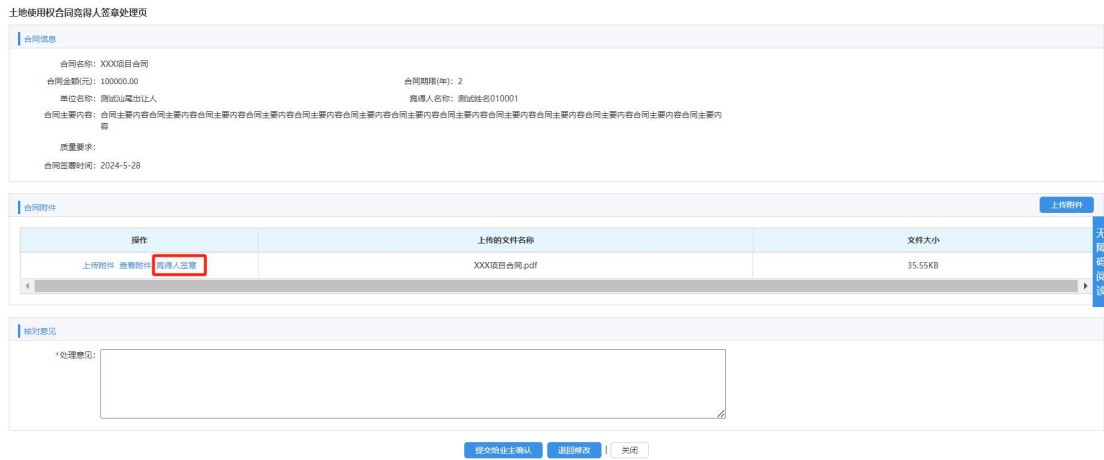 土地使用权合同竞得人签章处理页
合同信息
合同名称: XXX项目合同
合同金额(元): 100000.00 合同期限(年): 2
单位名称: 测试汕尾出让人 竞得人名称: 测试姓名010001
合同主要内容: 合同主要内容合同主要内容合同主要内容合同主要内容合同主要内容合同主要内容合同主要内容合同主要内容合同主要内容合同主要内容合同主要内容合同主要内
容
质量要求:
合同签署时间: 2024-5-28
合同附件 上传附件
操作 上传的文件名称 文件大小
上传附件 查看附件 竞得人签章 XXX项目合同.pdf 35.55KB
无障碍阅读
核对意见
*处理意见:
提交给业主确认 退回修改 | 关闭